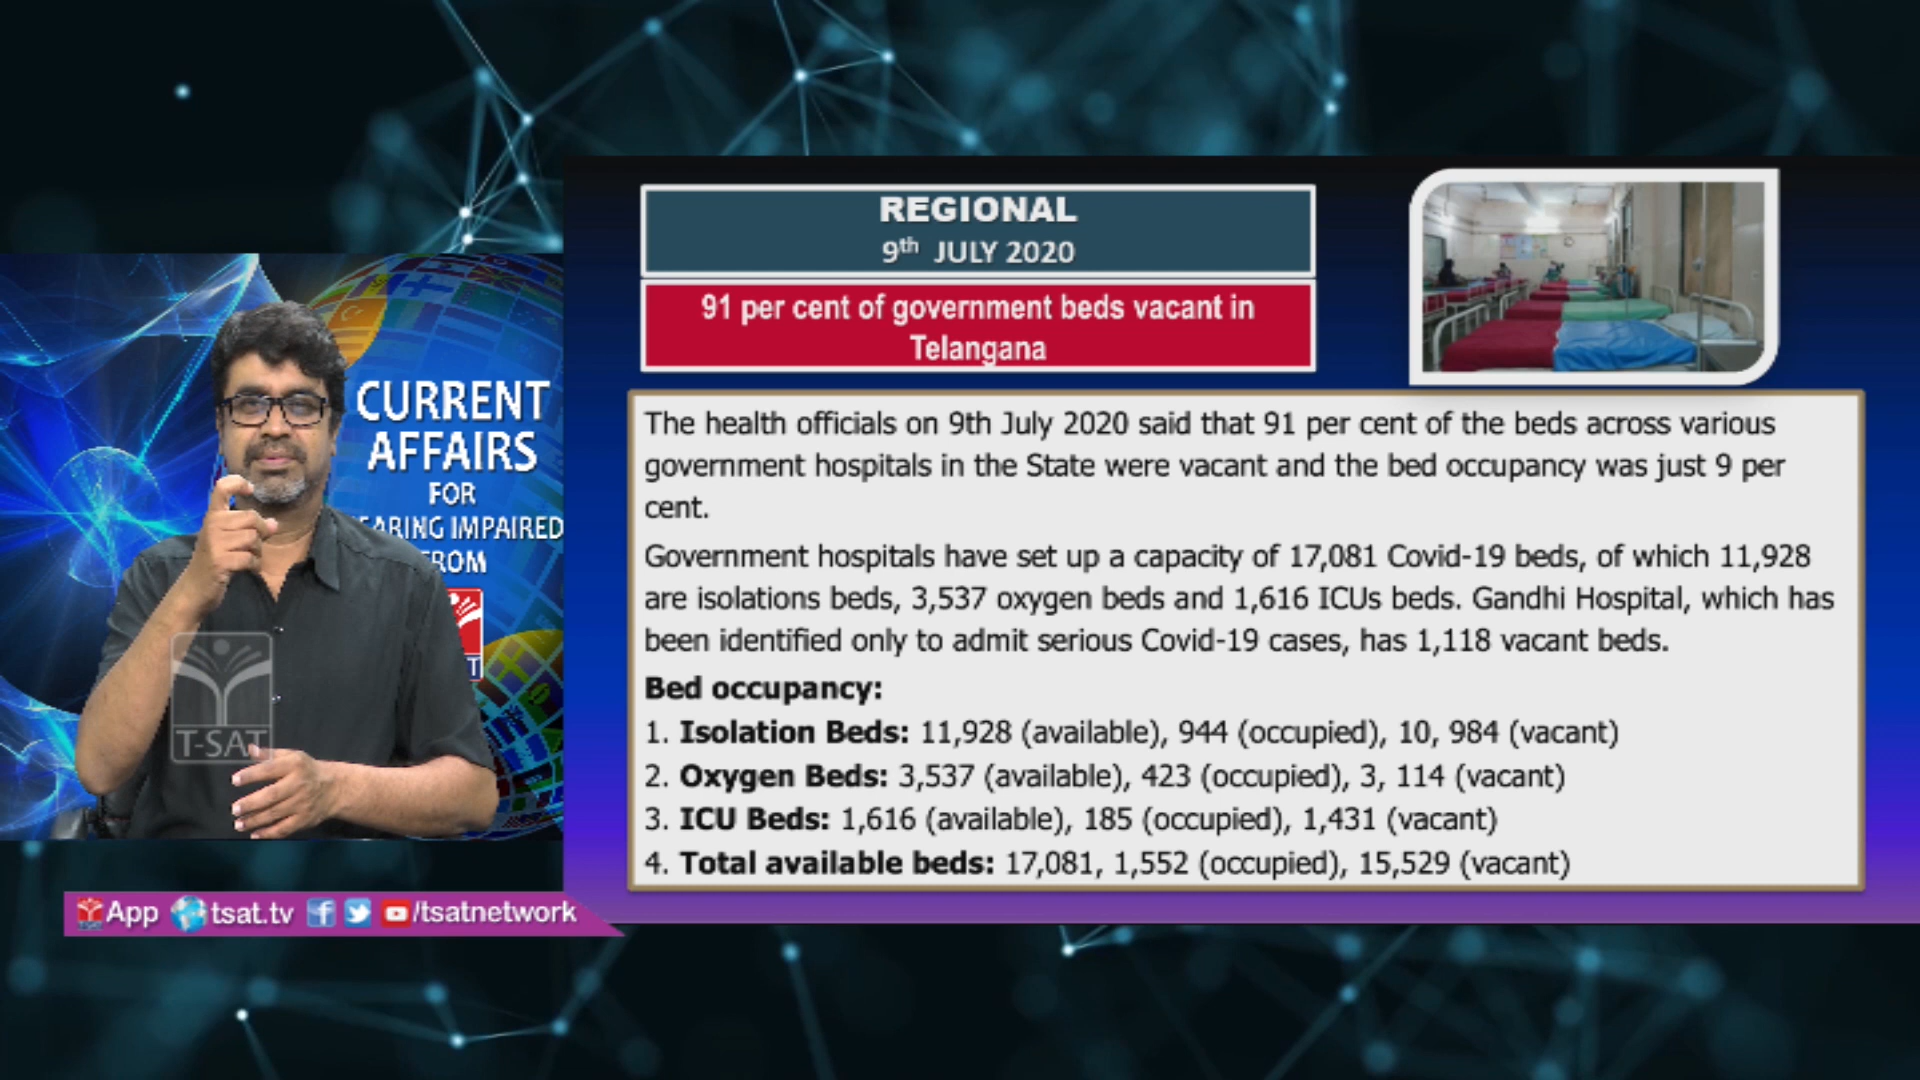 REGIONAL
9th JULY 2020
91 per cent of government beds vacant in
Telangana
The health officials on 9th July 2020 said that 91 per cent of the beds across various
government hospitals in the State were vacant and the bed occupancy was just 9 per
cent.
Government hospitals have set up a capacity of 17,081 Covid-19 beds, of which 11,928
are isolations beds, 3,537 oxygen beds and 1,616 ICUs beds. Gandhi Hospital, which has
been identified only to admit serious Covid-19 cases, has 1,118 vacant beds.
Bed occupancy:
1. Isolation Beds: 11,928 (available), 944 (occupied), 10, 984 (vacant)
2. Oxygen Beds: 3,537 (available), 423 (occupied), 3, 114 (vacant)
3. ICU Beds: 1,616 (available), 185 (occupied), 1,431 (vacant)
4. Total available beds: 17,081, 1,552 (occupied), 15,529 (vacant)
CURRENT
AFFAIRS
FOR
EARING IMPAIRED
FROM
T
T-SAT
App tsat.tv /tsatnetwork